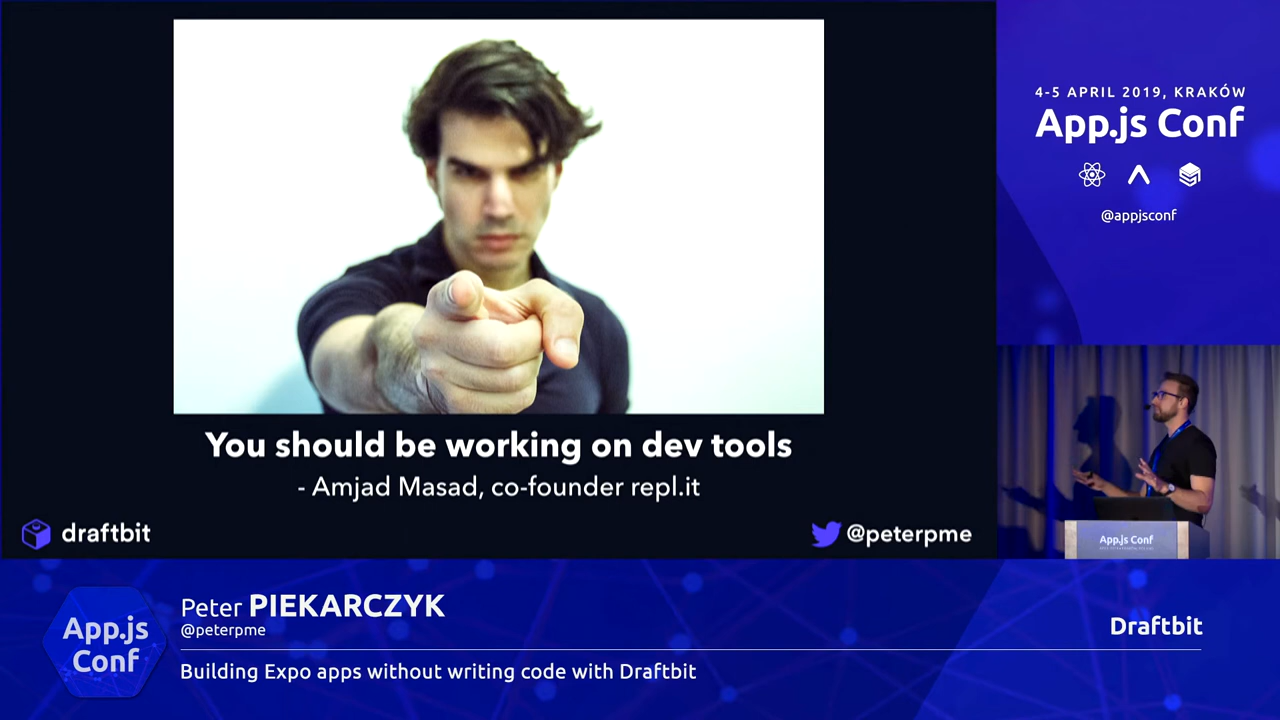 You should be working on dev tools
- Amjad Masad, co-founder repl.it
draftbit
@peterpme
4-5 APRIL 2019, KRAKÓW
App.js Conf
@appjsconf
App.js Conf
App.js
Conf
Peter PIEKARCZYK
@peterpme
Building Expo apps without writing code with Draftbit
Draftbit